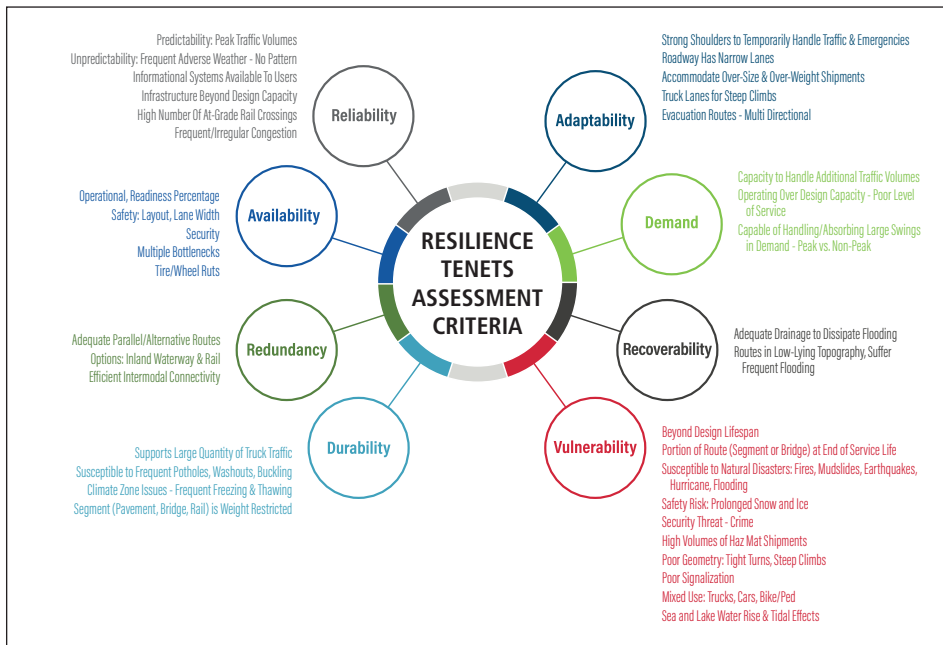 Predictability: Peak Traffic Volumes
Unpredictability: Frequent Adverse Weather - No Pattern
Informational Systems Available To Users
Infrastructure Beyond Design Capacity
High Number Of At-Grade Rail Crossings
Frequent/Irregular Congestion
Reliability
Strong Shoulders to Temporarily Handle Traffic & Emergencies
Roadway Has Narrow Lanes
Accommodate Over-Size & Over-Weight Shipments
Truck Lanes for Steep Climbs
Evacuation Routes - Multi Directional
Adaptability
Operational, Readiness Percentage
Safety: Layout, Lane Width
Security
Multiple Bottlenecks
Tire/Wheel Ruts
Availability
Capacity to Handle Additional Traffic Volumes
Operating Over Design Capacity - Poor Level
of Service
Capable of Handling/Absorbing Large Swings
in Demand - Peak vs. Non-Peak
Demand
RESILIENCE
TENETS
ASSESSMENT
CRITERIA
Adequate Parallel/Alternative Routes
Options: Inland Waterway & Rail
Efficient Intermodal Connectivity
Redundancy
Adequate Drainage to Dissipate Flooding
Routes in Low-Lying Topography, Suffer
Frequent Flooding
Recoverability
Supports Large Quantity of Truck Traffic
Susceptible to Frequent Potholes, Washouts, Buckling
Climate Zone Issues - Frequent Freezing & Thawing
Segment (Pavement, Bridge, Rail) is Weight Restricted
Durability
Vulnerability
Beyond Design Lifespan
Portion of Route (Segment or Bridge) at End of Service Life
Susceptible to Natural Disasters: Fires, Mudslides, Earthquakes,
Hurricane, Flooding
Safety Risk: Prolonged Snow and Ice
Security Threat - Crime
High Volumes of Haz Mat Shipments
Poor Geometry: Tight Turns, Steep Climbs
Poor Signalization
Mixed Use: Trucks, Cars, Bike/Ped
Sea and Lake Water Rise & Tidal Effects